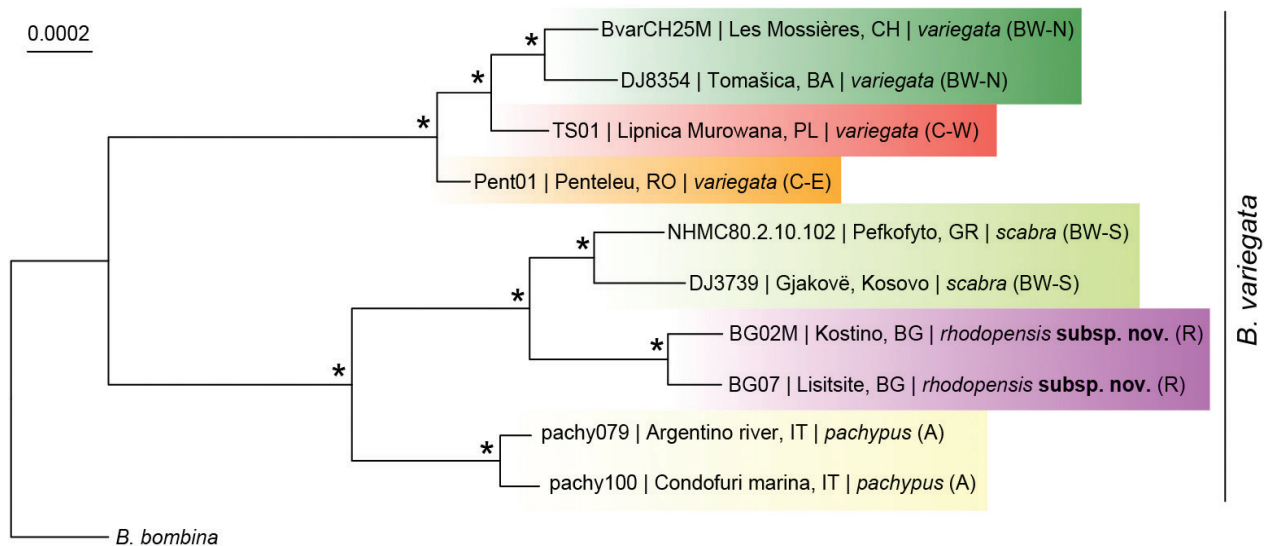 0.0002
* BvarCH25M | Les Mossières, CH | variegata (BW-N)
* DJ8354 | Tomašica, BA | variegata (BW-N)
* TS01 | Lipnica Murowana, PL | variegata (C-W)
Pent01 | Penteleu, RO | variegata (C-E)
* NHMC80.2.10.102 | Pefkofyto, GR | scabra (BW-S)
DJ3739 | Gjakovë, Kosovo | scabra (BW-S)
* * BG02M | Kostino, BG | rhodopensis subsp. nov. (R)
* BG07 | Lisitsite, BG | rhodopensis subsp. nov. (R)
* pachy079 | Argentino river, IT | pachypus (A)
pachy100 | Condofuri marina, IT | pachypus (A)
B. bombina
B. variegata